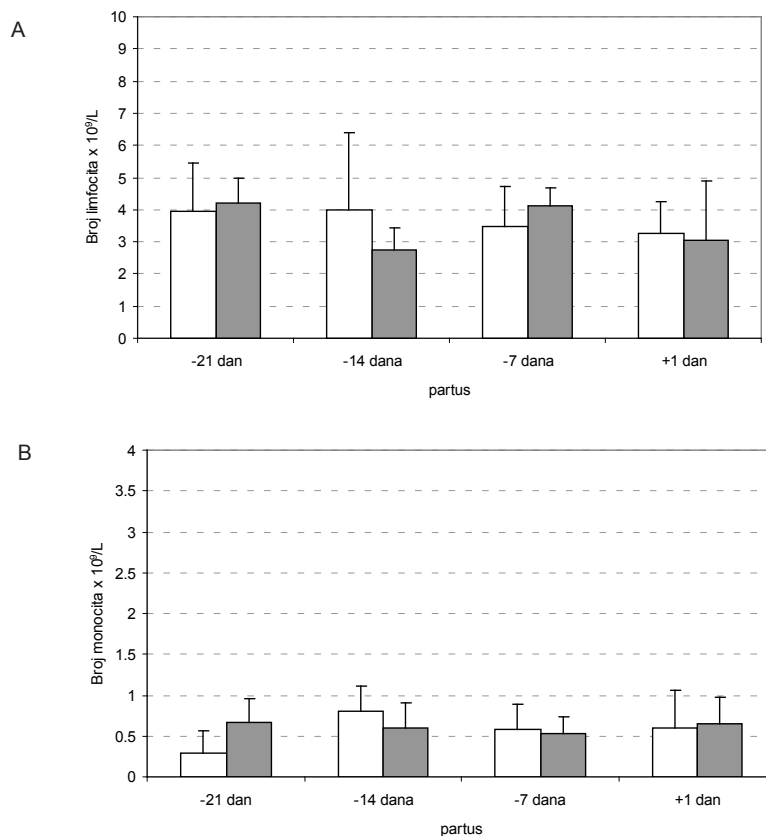 A
Broj limfocita x 10⁹/L
10
9
8
7
6
5
4
3
2
1
0
-21 dan -14 dana -7 dana +1 dan
partus
B
Broj monocita x 10⁹/L
4
3.5
3
2.5
2
1.5
1
0.5
0
-21 dan -14 dana -7 dana +1 dan
partus